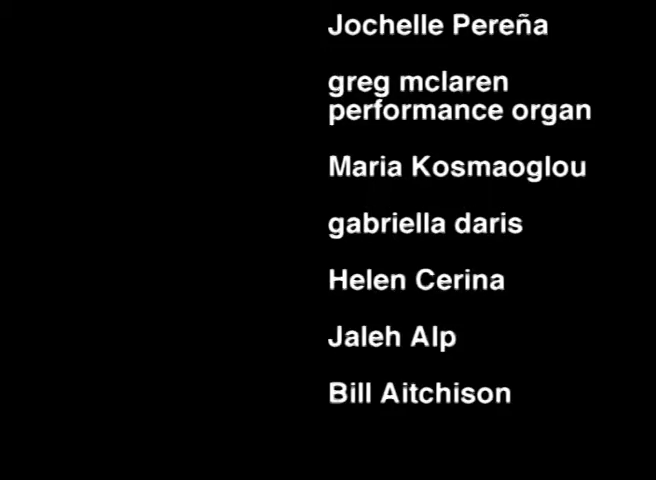 Jochelle Pereña
greg mclaren
performance organ
Maria Kosmaoglou
gabriella daris
Helen Cerina
Jaleh Alp
Bill Aitchison